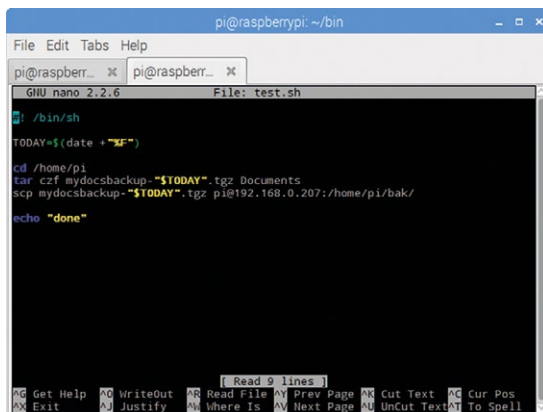 pi@raspberrypi: ~/bin
File Edit Tabs Help
pi@raspberr... pi@raspberr...
GNU nano 2.2.6 File: test.sh
#! /bin/sh
TODAY=$(date +"%F")
cd /home/pi
tar czf mydocsbackup-"$TODAY".tgz Documents
scp mydocsbackup-"$TODAY".tgz pi@192.168.0.207:/home/pi/bak/
echo "done"
[ Read 9 lines ]
^G Get Help ^O WriteOut ^R Read File ^Y Prev Page ^K Cut Text ^C Cur Pos
^X Exit ^J Justify ^W Where Is ^V Next Page ^U UnCut Text ^T To Spell